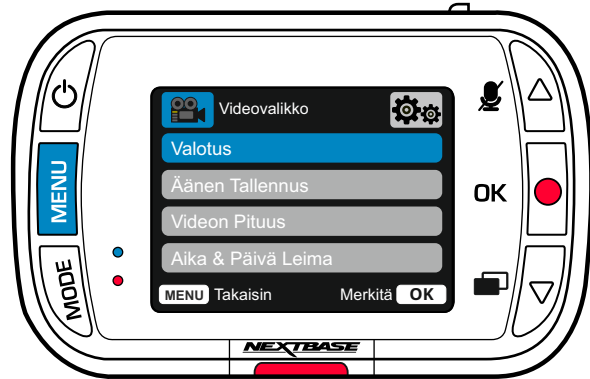 Videovalikko
MENU
Valotus
Äänen Tallennus
OK
Videon Pituus
Aika & Päivä Leima
MODE
MENU Takaisin Merkitä OK
NEXTBASE